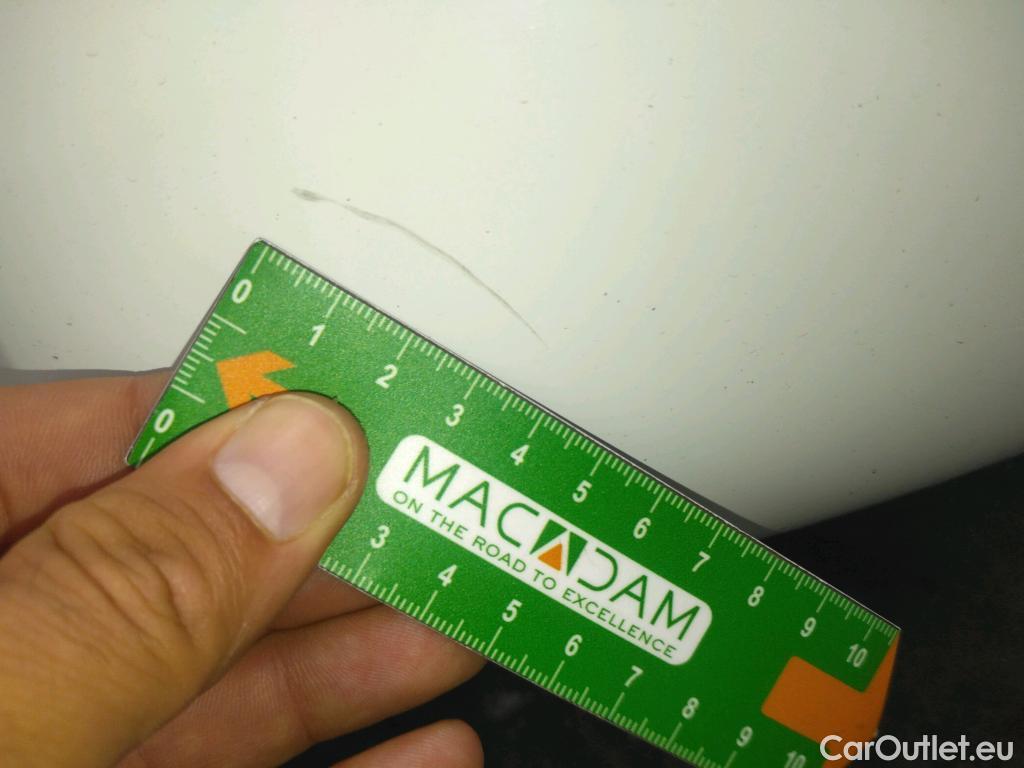 0 1 2 3 4 5 6 7 8 9 10
MACADAM
ON THE ROAD TO EXCELLENCE
0 3 4 5 6 7 8 9 10
CarOutlet.eu